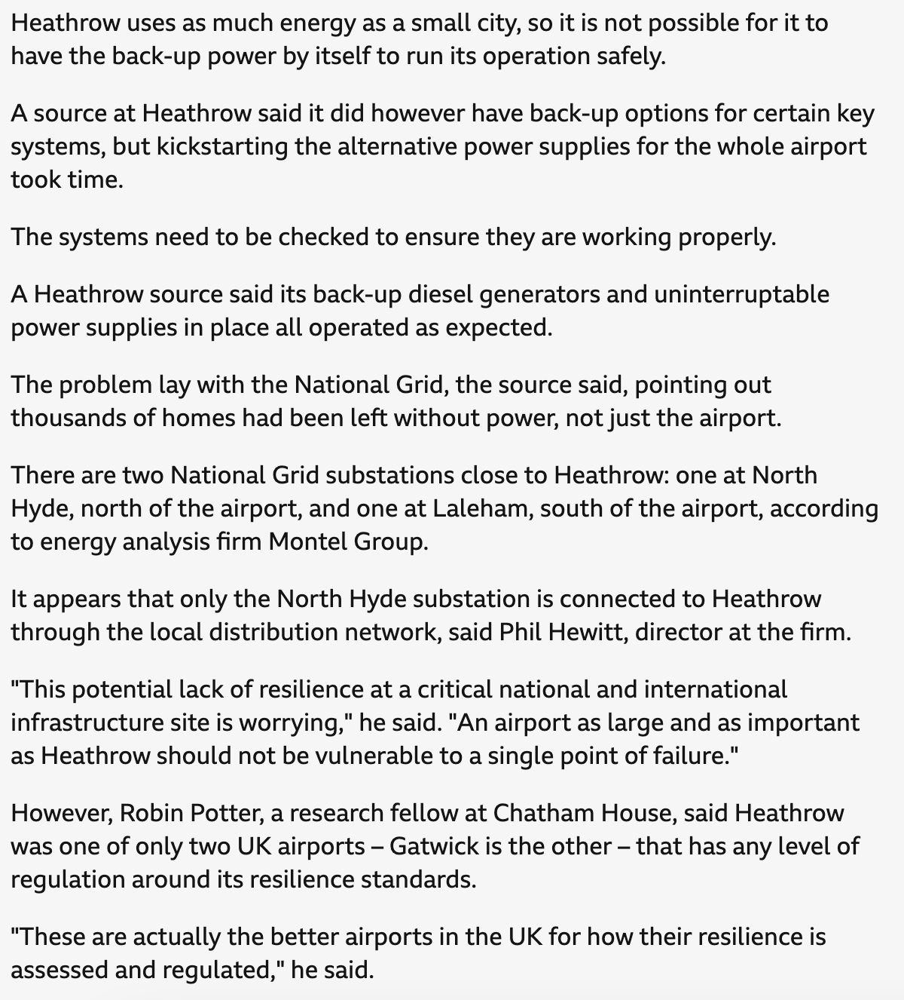 Heathrow uses as much energy as a small city, so it is not possible for it to
have the back-up power by itself to run its operation safely.
A source at Heathrow said it did however have back-up options for certain key
systems, but kickstarting the alternative power supplies for the whole airport
took time.
The systems need to be checked to ensure they are working properly.
A Heathrow source said its back-up diesel generators and uninterruptable
power supplies in place all operated as expected.
The problem lay with the National Grid, the source said, pointing out
thousands of homes had been left without power, not just the airport.
There are two National Grid substations close to Heathrow: one at North
Hyde, north of the airport, and one at Laleham, south of the airport, according
to energy analysis firm Montel Group.
It appears that only the North Hyde substation is connected to Heathrow
through the local distribution network, said Phil Hewitt, director at the firm.
"This potential lack of resilience at a critical national and international
infrastructure site is worrying," he said. "An airport as large and as important
as Heathrow should not be vulnerable to a single point of failure."
However, Robin Potter, a research fellow at Chatham House, said Heathrow
was one of only two UK airports – Gatwick is the other – that has any level of
regulation around its resilience standards.
"These are actually the better airports in the UK for how their resilience is
assessed and regulated," he said.